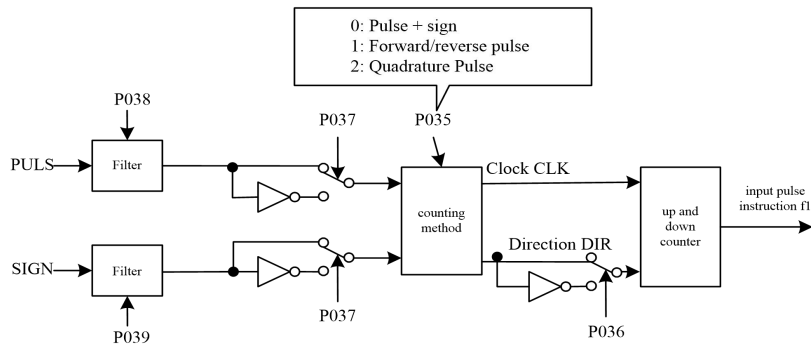 0: Pulse + sign
1: Forward/reverse pulse
2: Quadrature Pulse
P038
P037
P035
PULS
Filter
Clock CLK
counting
method
up and
down
counter
input pulse
instruction f1
SIGN
Filter
Direction DIR
P039
P037
P036